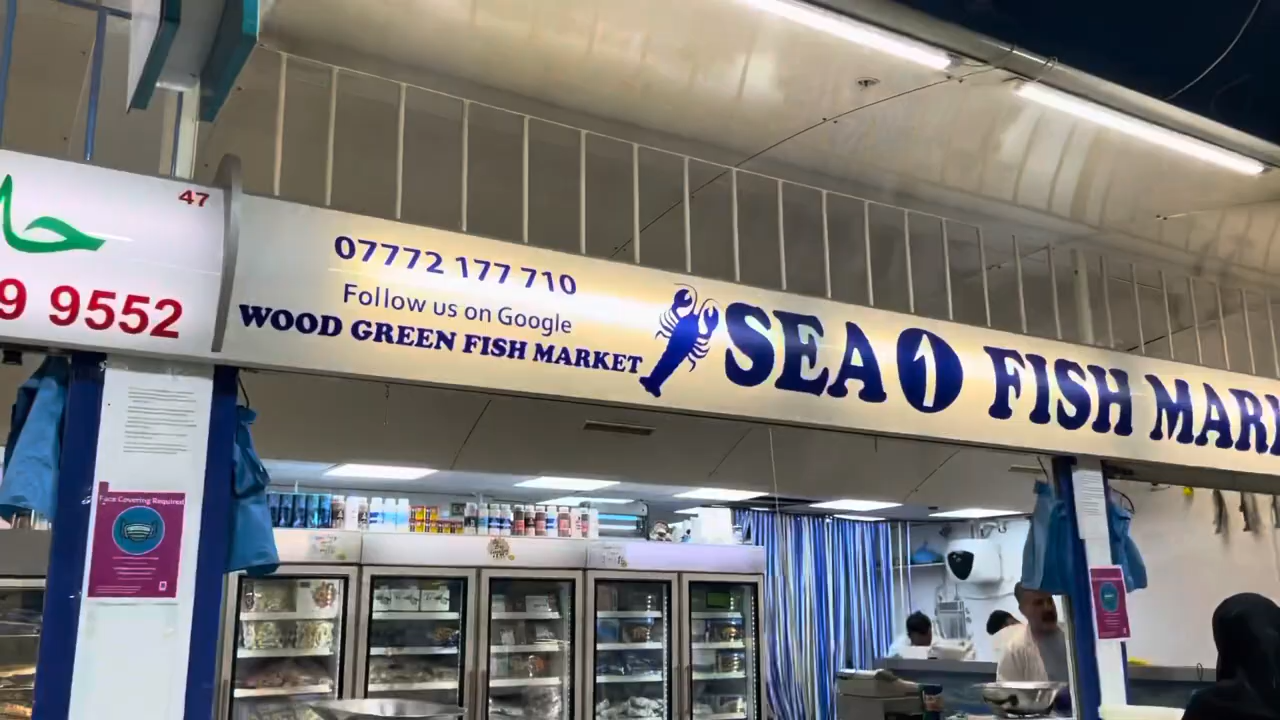 47
9 9552
07772 177 710
Follow us on Google
WOOD GREEN FISH MARKET
SEA 1 FISH MAR
Face Covering Required